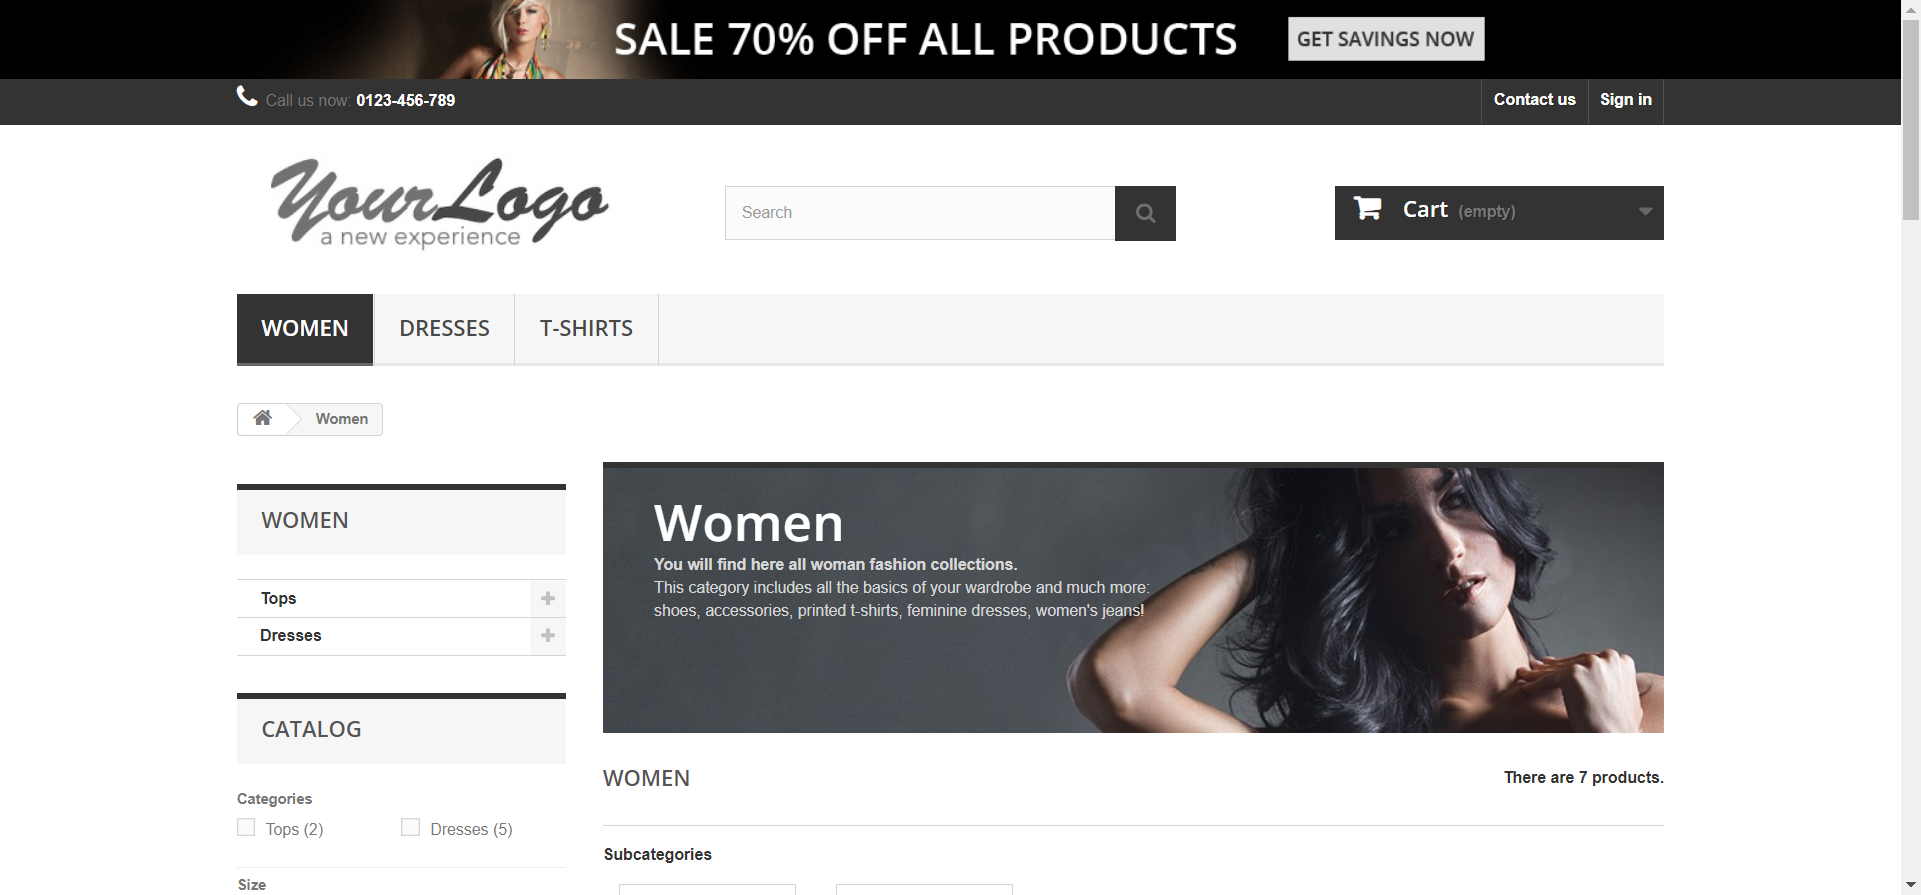 SALE 70% OFF ALL PRODUCTS
GET SAVINGS NOW
Call us now: 0123-456-789
Contact us
Sign in
YourLogo
a new experience
Search
Cart (empty)
WOMEN
DRESSES
T-SHIRTS
Women
WOMEN
Tops
Dresses
CATALOG
Categories
Tops (2)
Dresses (5)
Size
Women
You will find here all woman fashion collections.
This category includes all the basics of your wardrobe and much more:
shoes, accessories, printed t-shirts, feminine dresses, women's jeans!
WOMEN
There are 7 products.
Subcategories